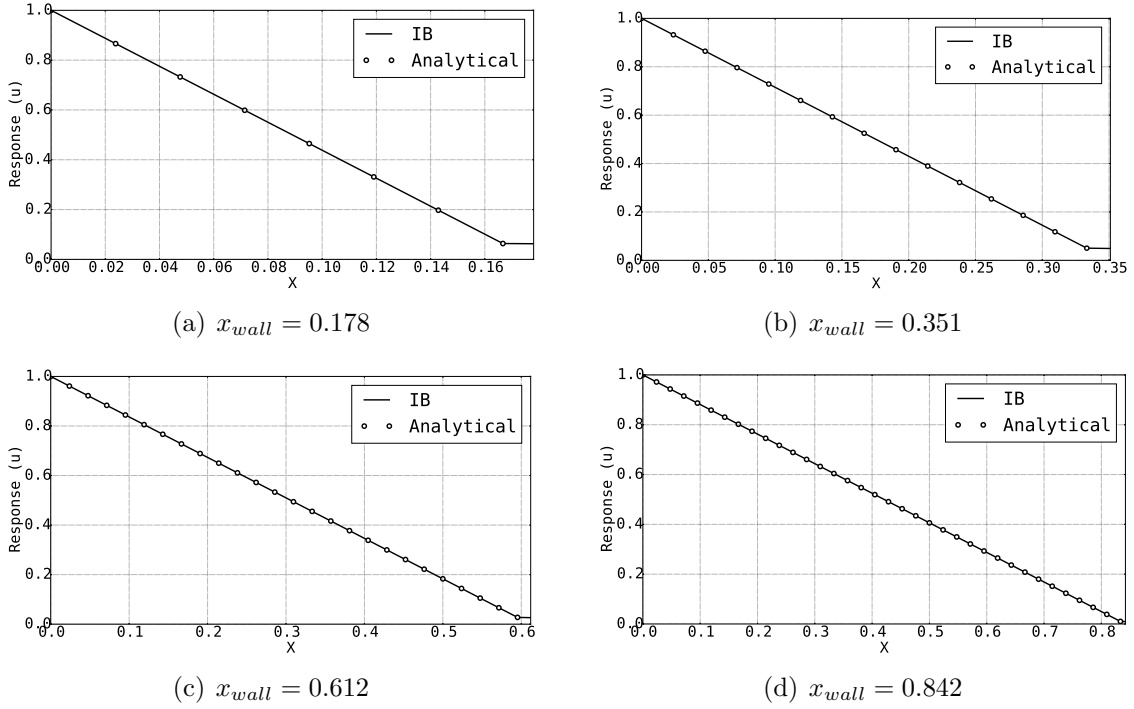 1.0
0.8
0.6
0.4
0.2
0.0
Response (u)
0.00 0.02 0.04 0.06 0.08 0.10 0.12 0.14 0.16
X
IB
Analytical
(a) x_wall = 0.178
1.0
0.8
0.6
0.4
0.2
0.0
Response (u)
0.00 0.05 0.10 0.15 0.20 0.25 0.30 0.35
X
IB
Analytical
(b) x_wall = 0.351
1.0
0.8
0.6
0.4
0.2
0.0
Response (u)
0.0 0.1 0.2 0.3 0.4 0.5 0.6
X
IB
Analytical
(c) x_wall = 0.612
1.0
0.8
0.6
0.4
0.2
0.0
Response (u)
0.0 0.1 0.2 0.3 0.4 0.5 0.6 0.7 0.8
X
IB
Analytical
(d) x_wall = 0.842